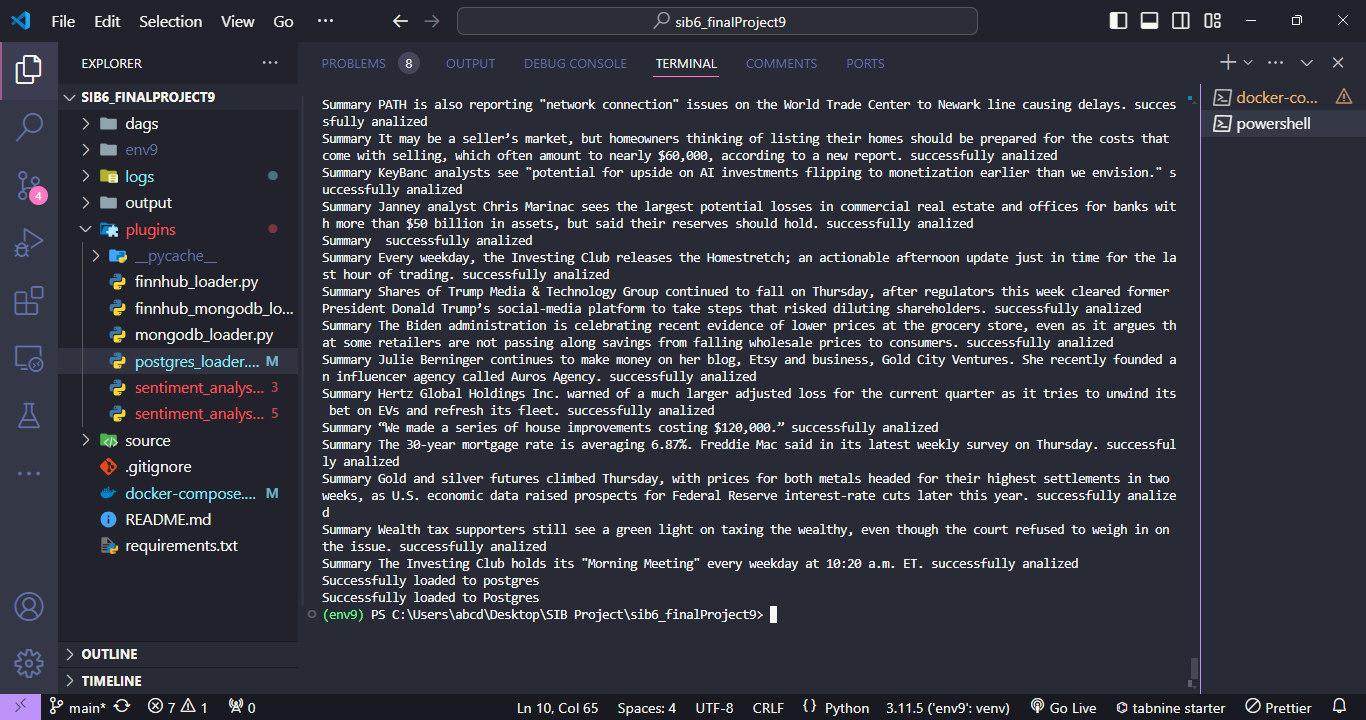 File Edit Selection View Go ··· sib6_finalProject9
EXPLORER ···
SIB6_FINALPROJECT9
dags
env9
logs
output
plugins
__pycache__
finnhub_loader.py
finnhub_mongodb_lo...
mongodb_loader.py
postgres_loader.... M
sentiment_analys... 3
sentiment_analys... 5
source
.gitignore
docker-compose.... M
README.md
requirements.txt
OUTLINE
TIMELINE
4
PROBLEMS 8 OUTPUT DEBUG CONSOLE TERMINAL COMMENTS PORTS
Summary PATH is also reporting "network connection" issues on the World Trade Center to Newark line causing delays. succes
sfully analized
Summary It may be a seller’s market, but homeowners thinking of listing their homes should be prepared for the costs that
come with selling, which often amount to nearly $60,000, according to a new report. successfully analized
Summary KeyBanc analysts see "potential for upside on AI investments flipping to monetization earlier than we envision." s
uccessfully analized
Summary Janney analyst Chris Marinac sees the largest potential losses in commercial real estate and offices for banks wit
h more than $50 billion in assets, but said their reserves should hold. successfully analized
Summary  successfully analized
Summary Every weekday, the Investing Club releases the Homestretch; an actionable afternoon update just in time for the la
st hour of trading. successfully analized
Summary Shares of Trump Media & Technology Group continued to fall on Thursday, after regulators this week cleared former
President Donald Trump’s social-media platform to take steps that risked diluting shareholders. successfully analized
Summary The Biden administration is celebrating recent evidence of lower prices at the grocery store, even as it argues th
at some retailers are not passing along savings from falling wholesale prices to consumers. successfully analized
Summary Julie Berninger continues to make money on her blog, Etsy and business, Gold City Ventures. She recently founded a
n influencer agency called Auros Agency. successfully analized
Summary Hertz Global Holdings Inc. warned of a much larger adjusted loss for the current quarter as it tries to unwind its
bet on EVs and refresh its fleet. successfully analized
Summary “We made a series of house improvements costing $120,000.” successfully analized
Summary The 30-year mortgage rate is averaging 6.87%. Freddie Mac said in its latest weekly survey on Thursday. successful
ly analized
Summary Gold and silver futures climbed Thursday, with prices for both metals headed for their highest settlements in two
weeks, as U.S. economic data raised prospects for Federal Reserve interest-rate cuts later this year. successfully analize
d
Summary Wealth tax supporters still see a green light on taxing the wealthy, even though the court refused to weigh in on
the issue. successfully analized
Summary The Investing Club holds its "Morning Meeting" every weekday at 10:20 a.m. ET. successfully analized
Successfully loaded to postgres
Successfully loaded to Postgres
(env9) PS C:\Users\abcd\Desktop\SIB Project\sib6_finalProject9>
docker-co...
powershell
main* 7 1 0 Ln 10, Col 65 Spaces: 4 UTF-8 CRLF {} Python 3.11.5 ('env9': venv) Go Live tabnine starter Prettier